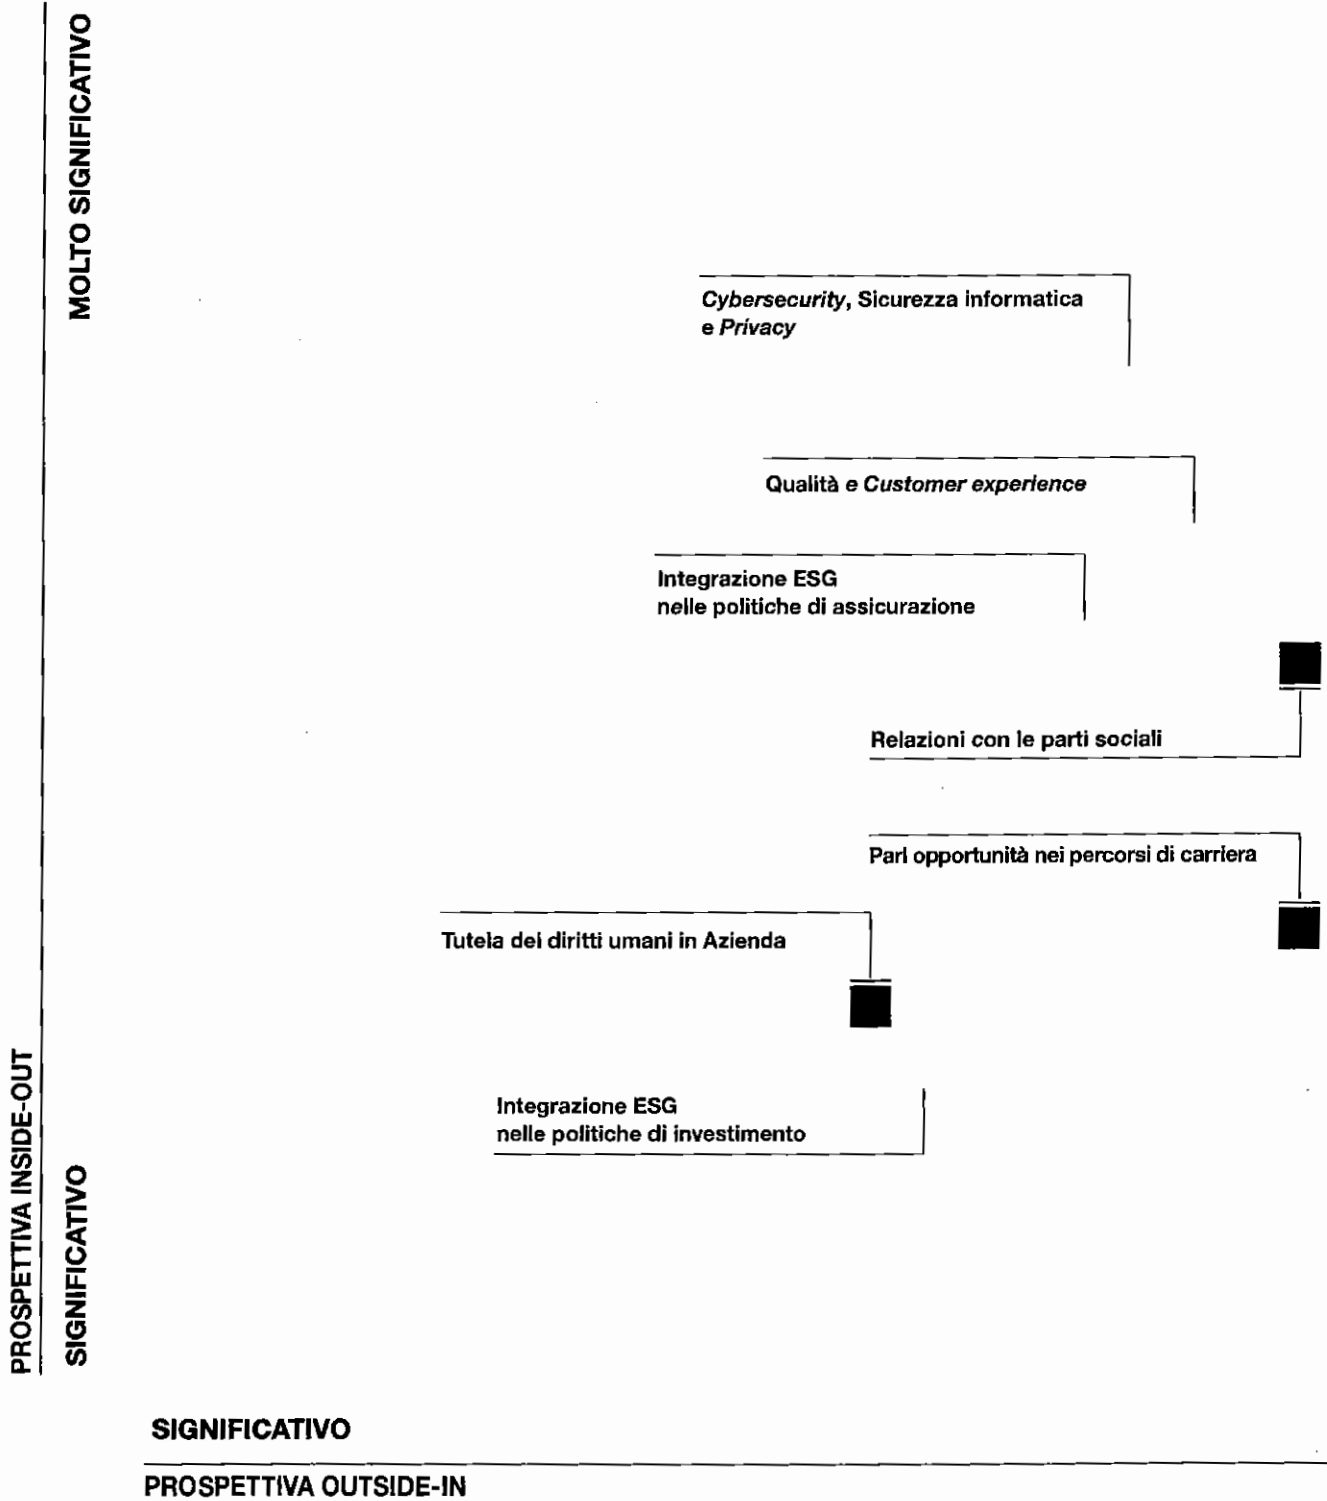 MOLTO SIGNIFICATIVO
Cybersecurity, Sicurezza informatica
e Privacy
Qualità e Customer experience
Integrazione ESG
nelle politiche di assicurazione
Relazioni con le parti sociali
Pari opportunità nei percorsi di carriera
Tutela dei diritti umani in Azienda
Integrazione ESG
nelle politiche di investimento
PROSPETTIVA INSIDE-OUT
SIGNIFICATIVO
SIGNIFICATIVO
PROSPETTIVA OUTSIDE-IN